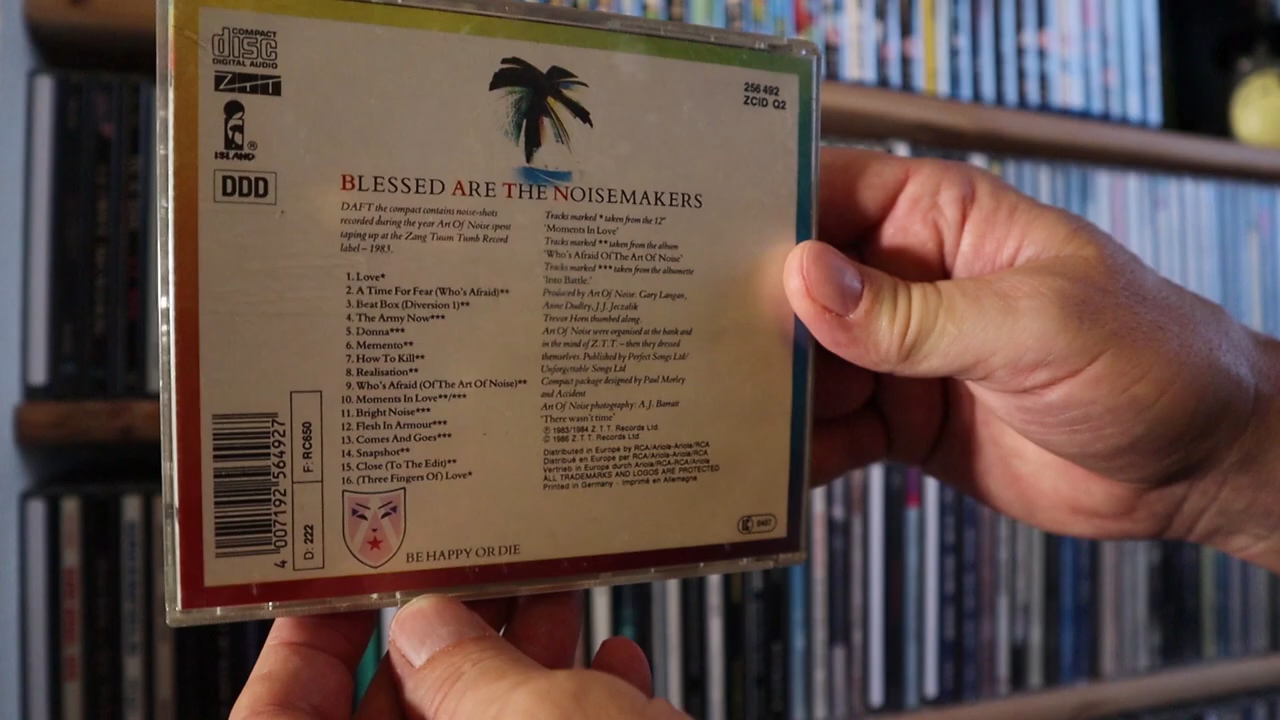 COMPACT
disc
DIGITAL AUDIO
ZTT
ISLAND ®
DDD
256 492
ZCID Q2
BLESSED ARE THE NOISEMAKERS
DAFT the compact contains noise-shots
recorded during the year Art Of Noise spent
taping up at the Zang Tuum Tumb Record
label – 1983.
1. Love*
2. A Time For Fear (Who's Afraid)**
3. Beat Box (Diversion 1)**
4. The Army Now***
5. Donna***
6. Memento**
7. How To Kill**
8. Realisation**
9. Who's Afraid (Of The Art Of Noise)**
10. Moments In Love**/***
11. Bright Noise***
12. Flesh In Armour***
13. Comes And Goes***
14. Snapshot**
15. Close (To The Edit)**
16. (Three Fingers Of) Love*
Tracks marked * taken from the 12"
'Moments In Love'
Tracks marked ** taken from the album
'Who's Afraid Of The Art Of Noise'
Tracks marked *** taken from the albumette
'Into Battle.'
Produced by Art Of Noise: Gary Langan,
Anne Dudley, J.J. Jeczalik
Trevor Horn thumbed along.
Art Of Noise were organised at the bank and
in the mind of Z.T.T. – then they dressed
themselves. Published by Perfect Songs Ltd/
Unforgettable Songs Ltd
Compact package designed by Paul Morley
and Accident
Art Of Noise photography: A.J. Barratt
'There wasn't time'
℗ 1983/1984 Z.T.T. Records Ltd
© 1986 Z.T.T. Records Ltd
Distributed in Europe by RCA/Ariola-Ariola/RCA
Distribué en Europe par RCA/Ariola-Ariola/RCA
Vertrieb in Europa durch Ariola/RCA-RCA/Ariola
ALL TRADEMARKS AND LOGOS ARE PROTECTED
Printed in Germany - Imprimé en Allemagne
4 007192 564927
D: 222
F: RC650
BE HAPPY OR DIE